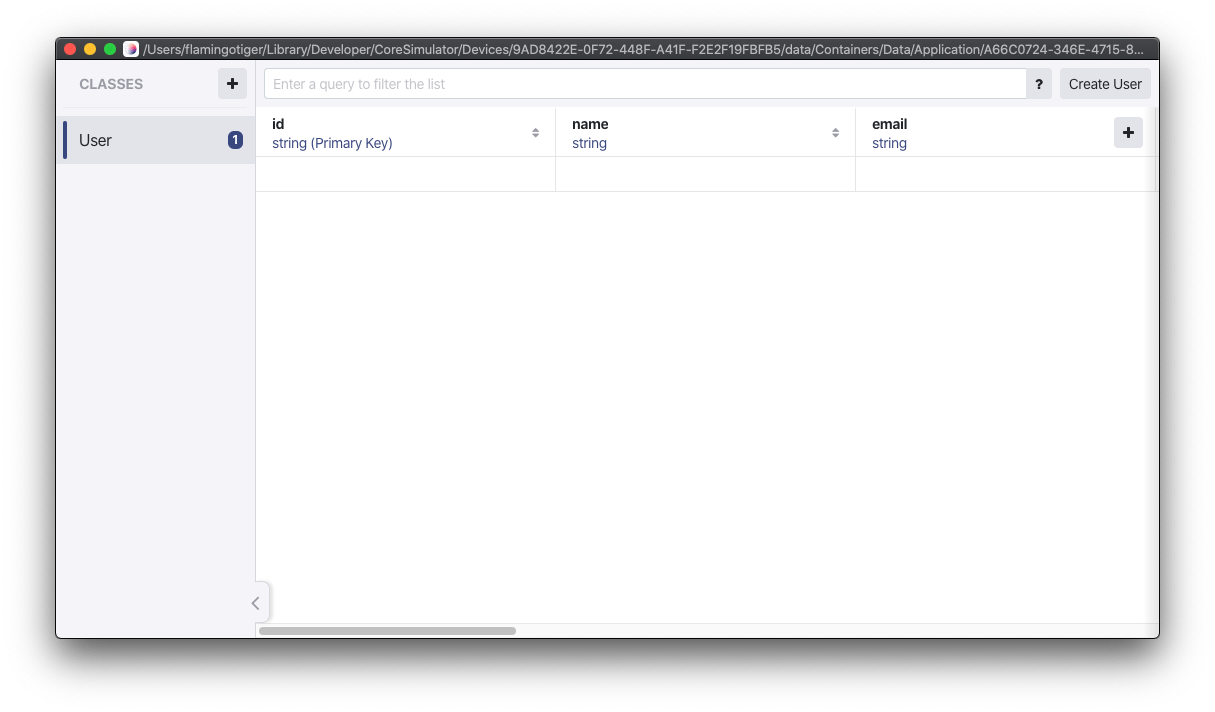 /Users/flamingotiger/Library/Developer/CoreSimulator/Devices/9AD8422E-0F72-448F-A41F-F2E2F19FBFB5/data/Containers/Data/Application/A66C0724-346E-4715-8...
CLASSES
Enter a query to filter the list
?
Create User
User
1
id
name
email
string (Primary Key)
string
string